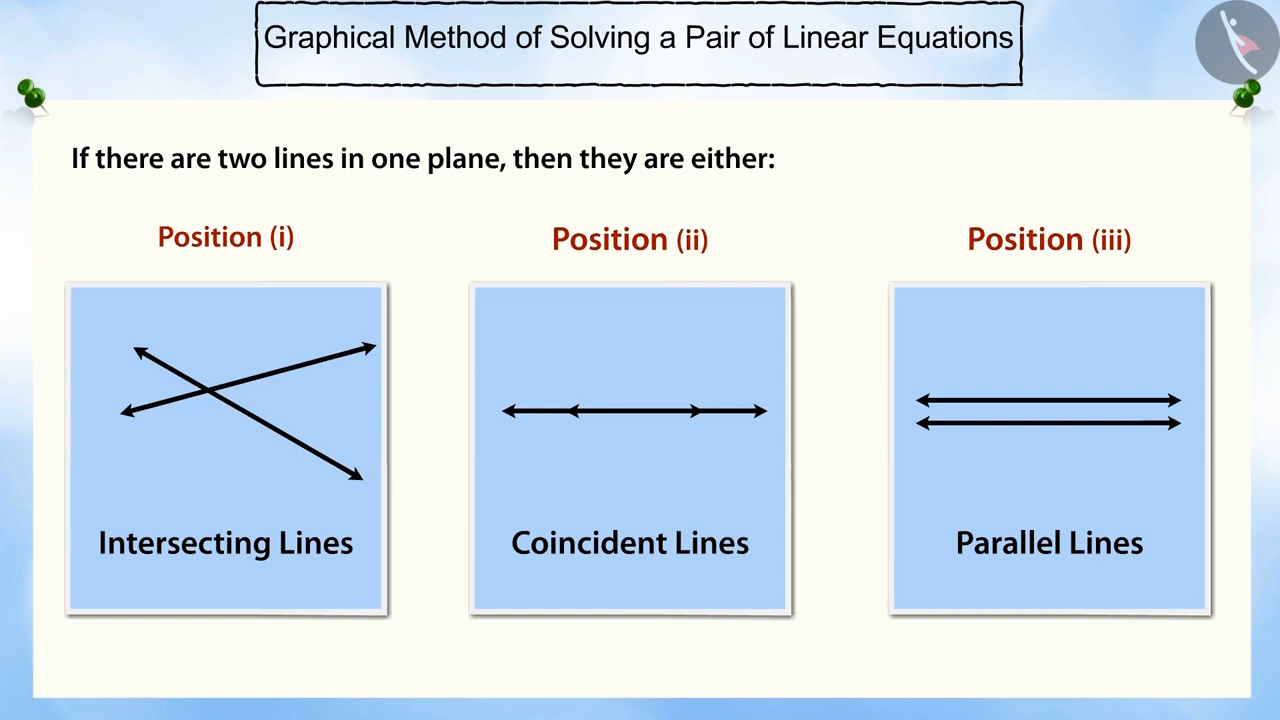 Graphical Method of Solving a Pair of Linear Equations
If there are two lines in one plane, then they are either:
Position (i)
Position (ii)
Position (iii)
Intersecting Lines
Coincident Lines
Parallel Lines